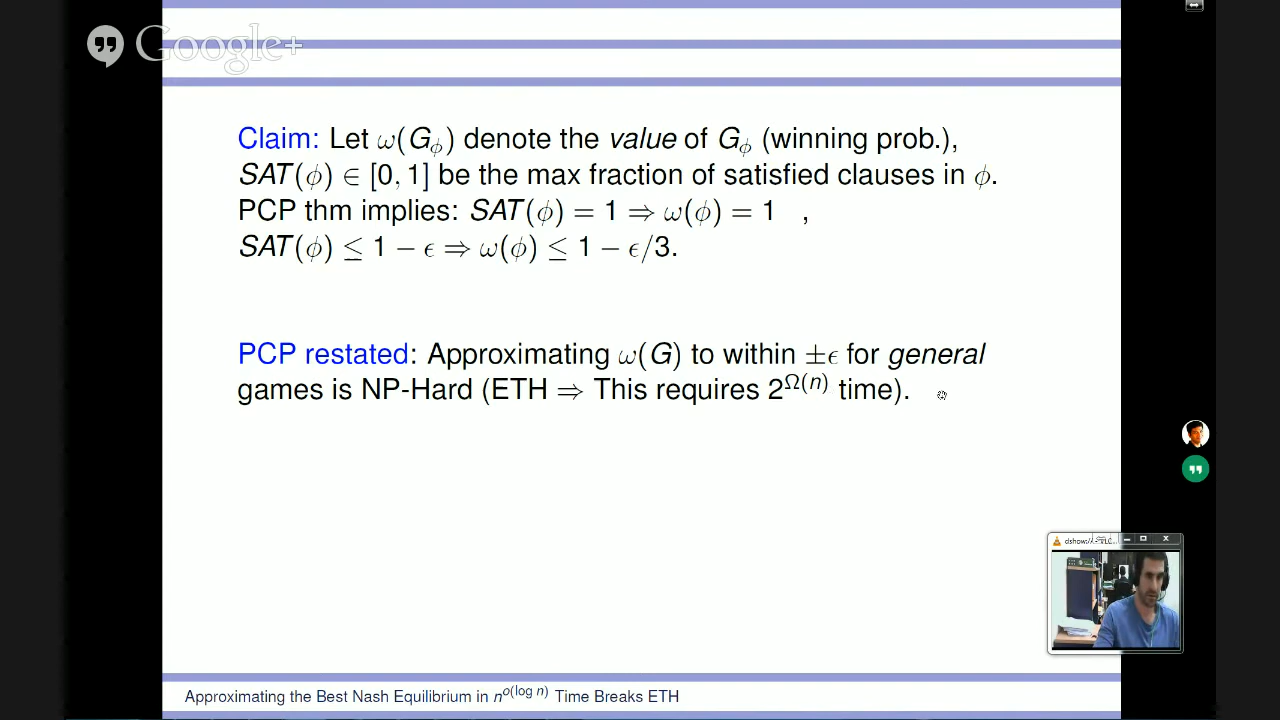 Google+
Claim: Let ω(G_ϕ) denote the value of G_ϕ (winning prob.),
SAT(ϕ) ∈ [0, 1] be the max fraction of satisfied clauses in ϕ.
PCP thm implies: SAT(ϕ) = 1 ⇒ ω(ϕ) = 1 ,
SAT(ϕ) ≤ 1 − ϵ ⇒ ω(ϕ) ≤ 1 − ϵ/3.
PCP restated: Approximating ω(G) to within ±ϵ for general
games is NP-Hard (ETH ⇒ This requires 2^Ω(n) time).
Approximating the Best Nash Equilibrium in n^o(log n) Time Breaks ETH